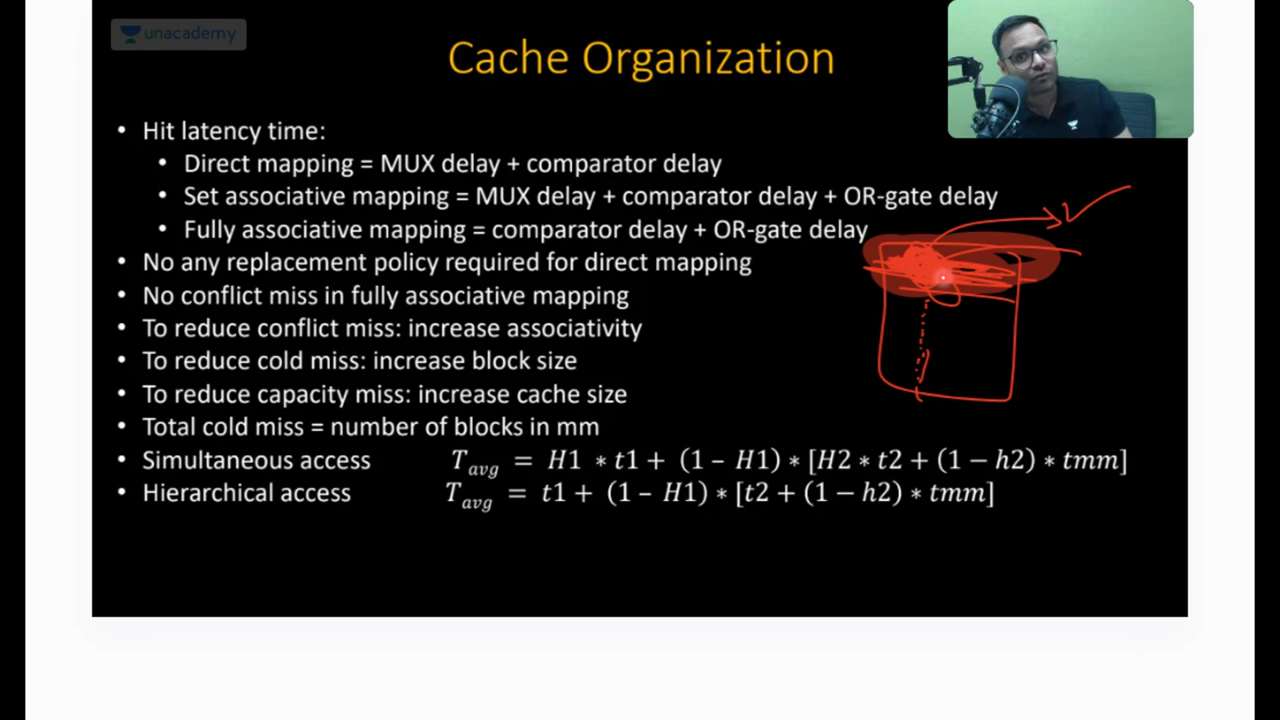 unacademy
Cache Organization
• Hit latency time:
• Direct mapping = MUX delay + comparator delay
• Set associative mapping = MUX delay + comparator delay + OR-gate delay
• Fully associative mapping = comparator delay + OR-gate delay
• No any replacement policy required for direct mapping
• No conflict miss in fully associative mapping
• To reduce conflict miss: increase associativity
• To reduce cold miss: increase block size
• To reduce capacity miss: increase cache size
• Total cold miss = number of blocks in mm
• Simultaneous access T_avg = H1 * t1 + (1 – H1) * [H2 * t2 + (1 − h2) * tmm]
• Hierarchical access T_avg = t1 + (1 – H1) * [t2 + (1 − h2) * tmm]